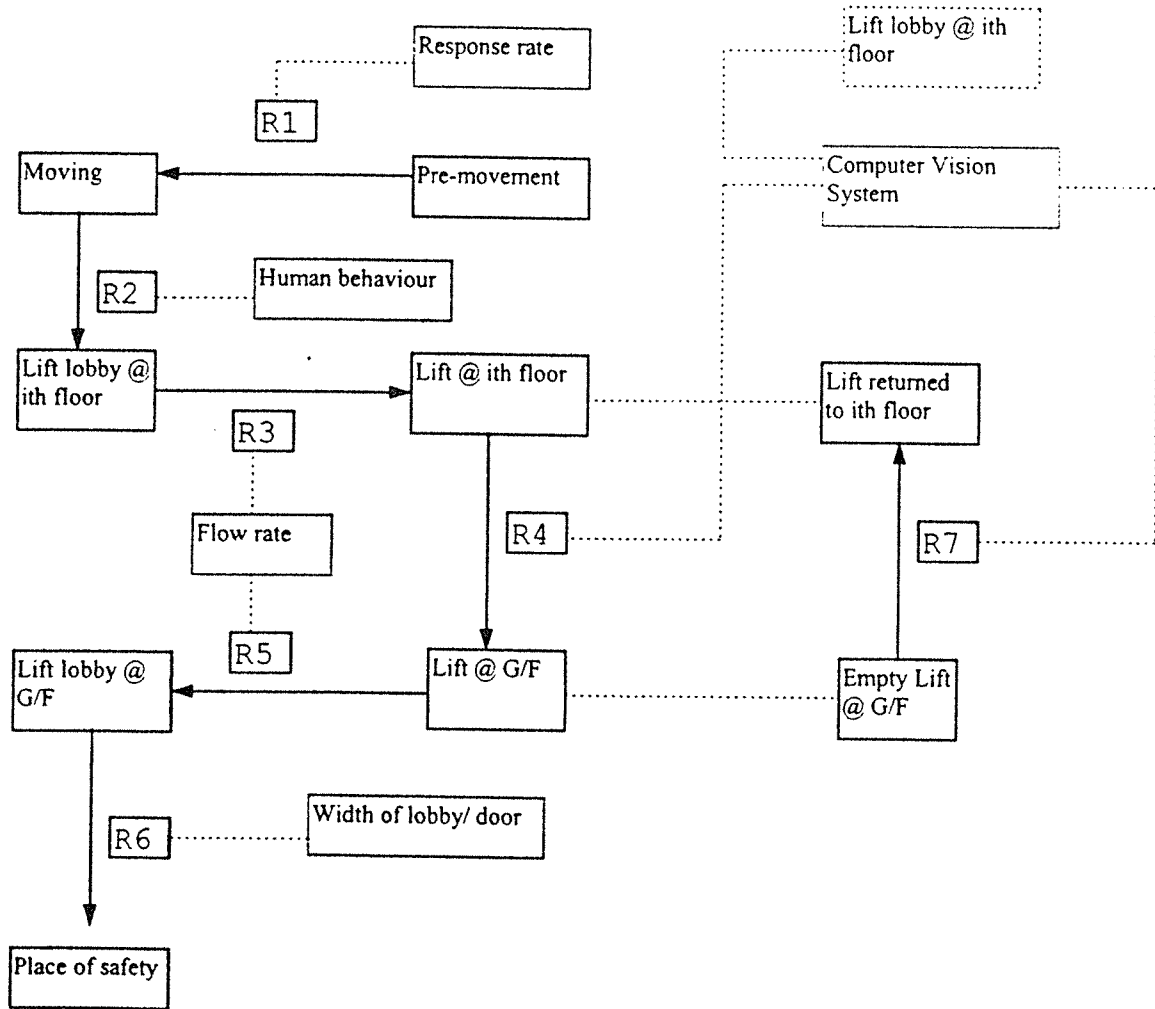 Response rate
Lift lobby @ ith
floor
R1
Moving
Pre-movement
Computer Vision
System
R2
Human behaviour
Lift lobby @
ith floor
Lift @ ith floor
Lift returned
to ith floor
R3
Flow rate
R4
R7
R5
Lift lobby @
G/F
Lift @ G/F
Empty Lift
@ G/F
R6
Width of lobby/ door
Place of safety